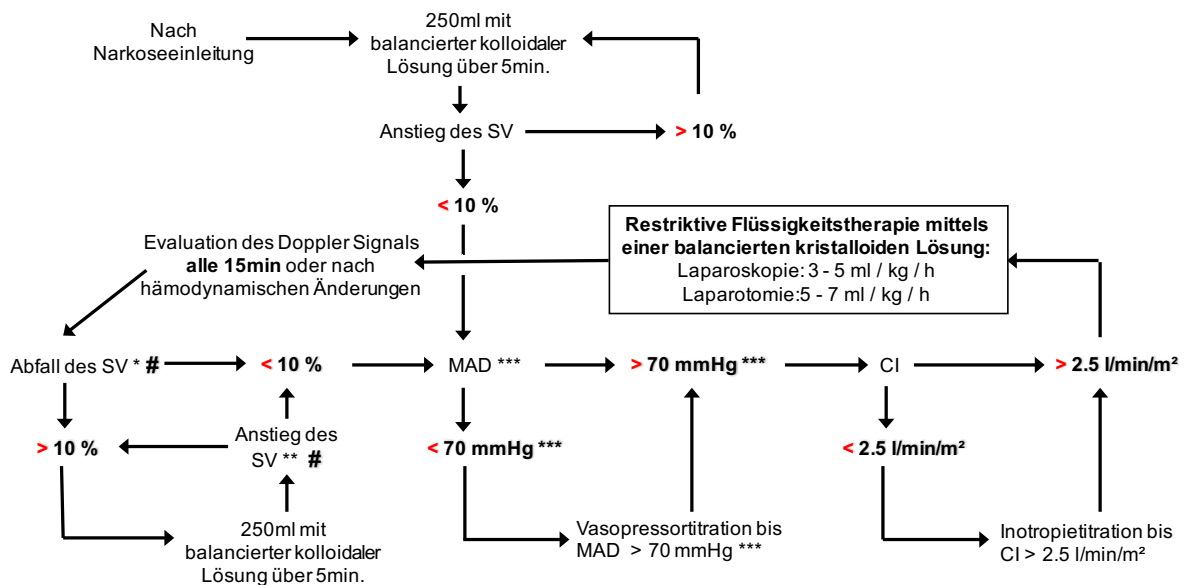 Nach
Narkoseeinleitung
250ml mit
balancierter kolloidaler
Lösung über 5min.
Anstieg des SV
> 10 %
< 10 %
Restriktive Flüssigkeitstherapie mittels
einer balancierten kristalloiden Lösung:
Laparoskopie: 3 - 5 ml / kg / h
Laparotomie: 5 - 7 ml / kg / h
Evaluation des Doppler Signals
alle 15min oder nach
hämodynamischen Änderungen
Abfall des SV * #
< 10 %
MAD ***
> 70 mmHg ***
CI
> 2.5 l/min/m²
> 10 %
Anstieg des
SV ** #
< 70 mmHg ***
< 2.5 l/min/m²
250ml mit
balancierter kolloidaler
Lösung über 5min.
Vasopressortitration bis
MAD > 70 mmHg ***
Inotropietitration bis
CI > 2.5 l/min/m²